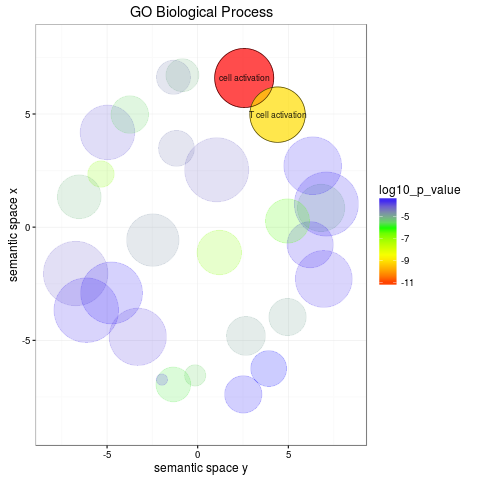 GO Biological Process
cell activation
T cell activation
5
0
-5
semantic space x
-5
0
5
semantic space y
log10_p_value
-5
-7
-9
-11